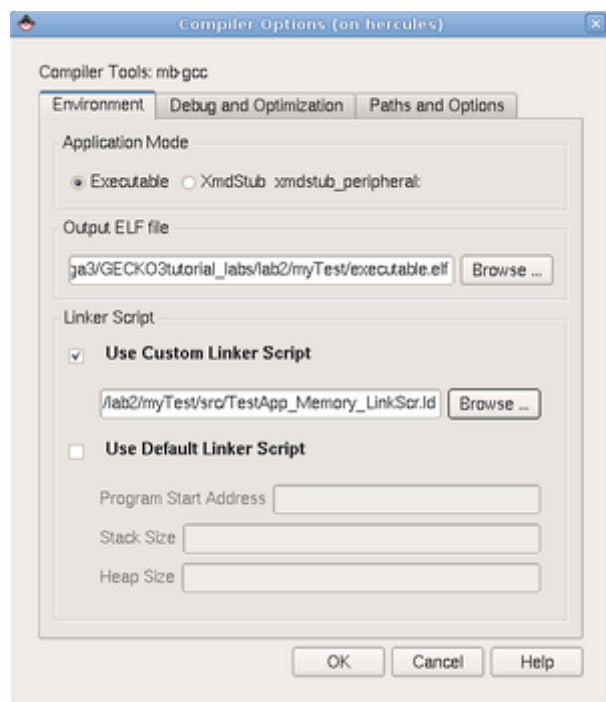 Compiler Options (on hercules)
Compiler Tools: mb-gcc
Environment Debug and Optimization Paths and Options
Application Mode
Executable XmdStub xmdstub_peripheral:
Output ELF file
ga3/GECKO3tutorial_labs/lab2/myTest/executable.elf Browse ...
Linker Script
Use Custom Linker Script
/lab2/myTest/src/TestApp_Memory_LinkScr.ld Browse ...
Use Default Linker Script
Program Start Address
Stack Size
Heap Size
OK Cancel Help